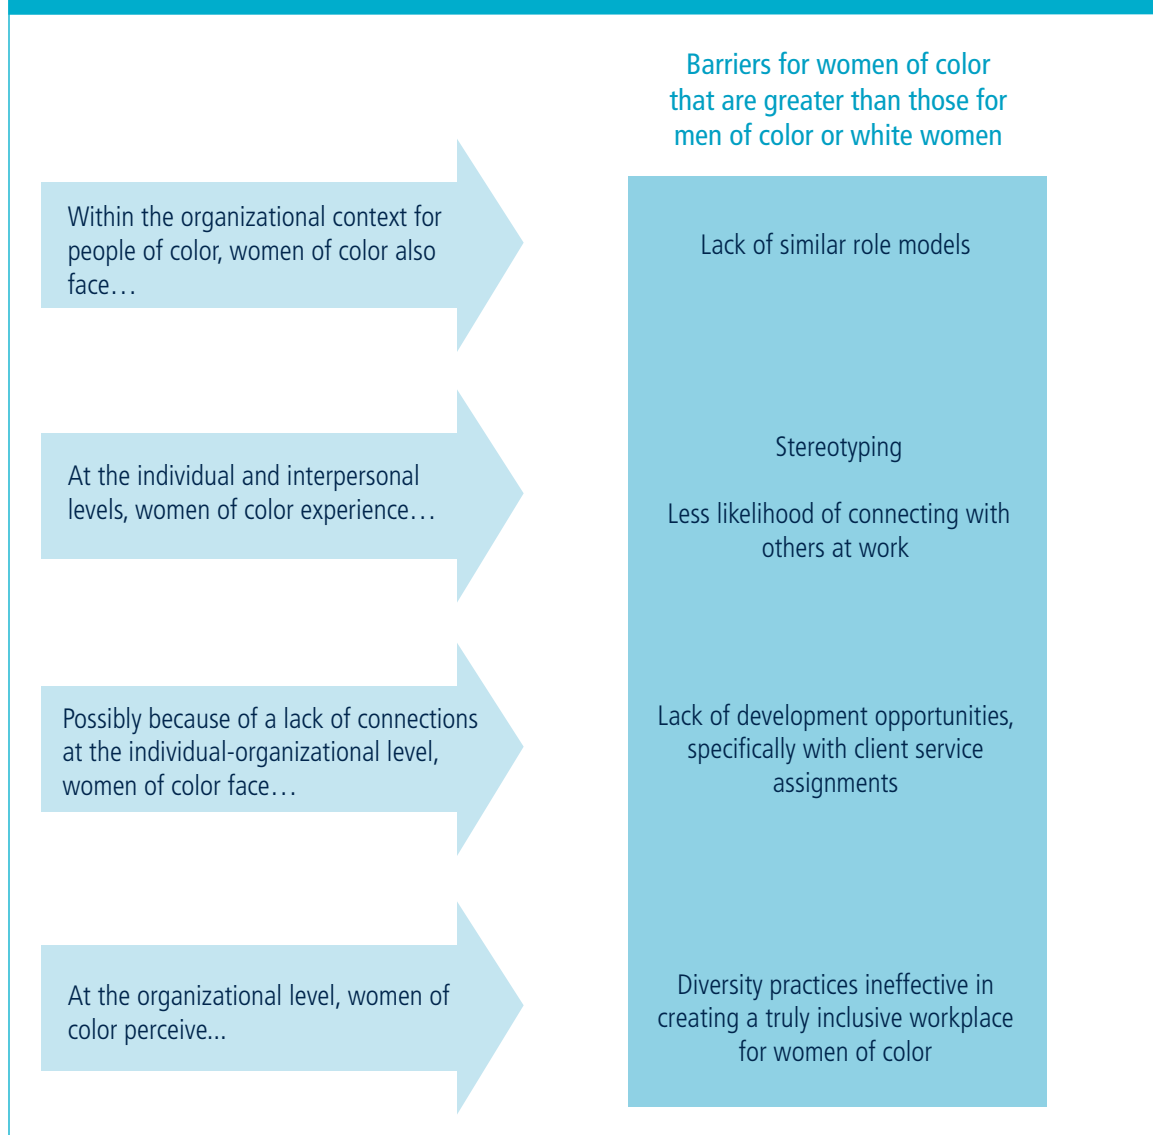 Barriers for women of color
that are greater than those for
men of color or white women
Within the organizational context for
people of color, women of color also
face…
Lack of similar role models
At the individual and interpersonal
levels, women of color experience…
Stereotyping
Less likelihood of connecting with
others at work
Possibly because of a lack of connections
at the individual-organizational level,
women of color face…
Lack of development opportunities,
specifically with client service
assignments
At the organizational level, women of
color perceive...
Diversity practices ineffective in
creating a truly inclusive workplace
for women of color